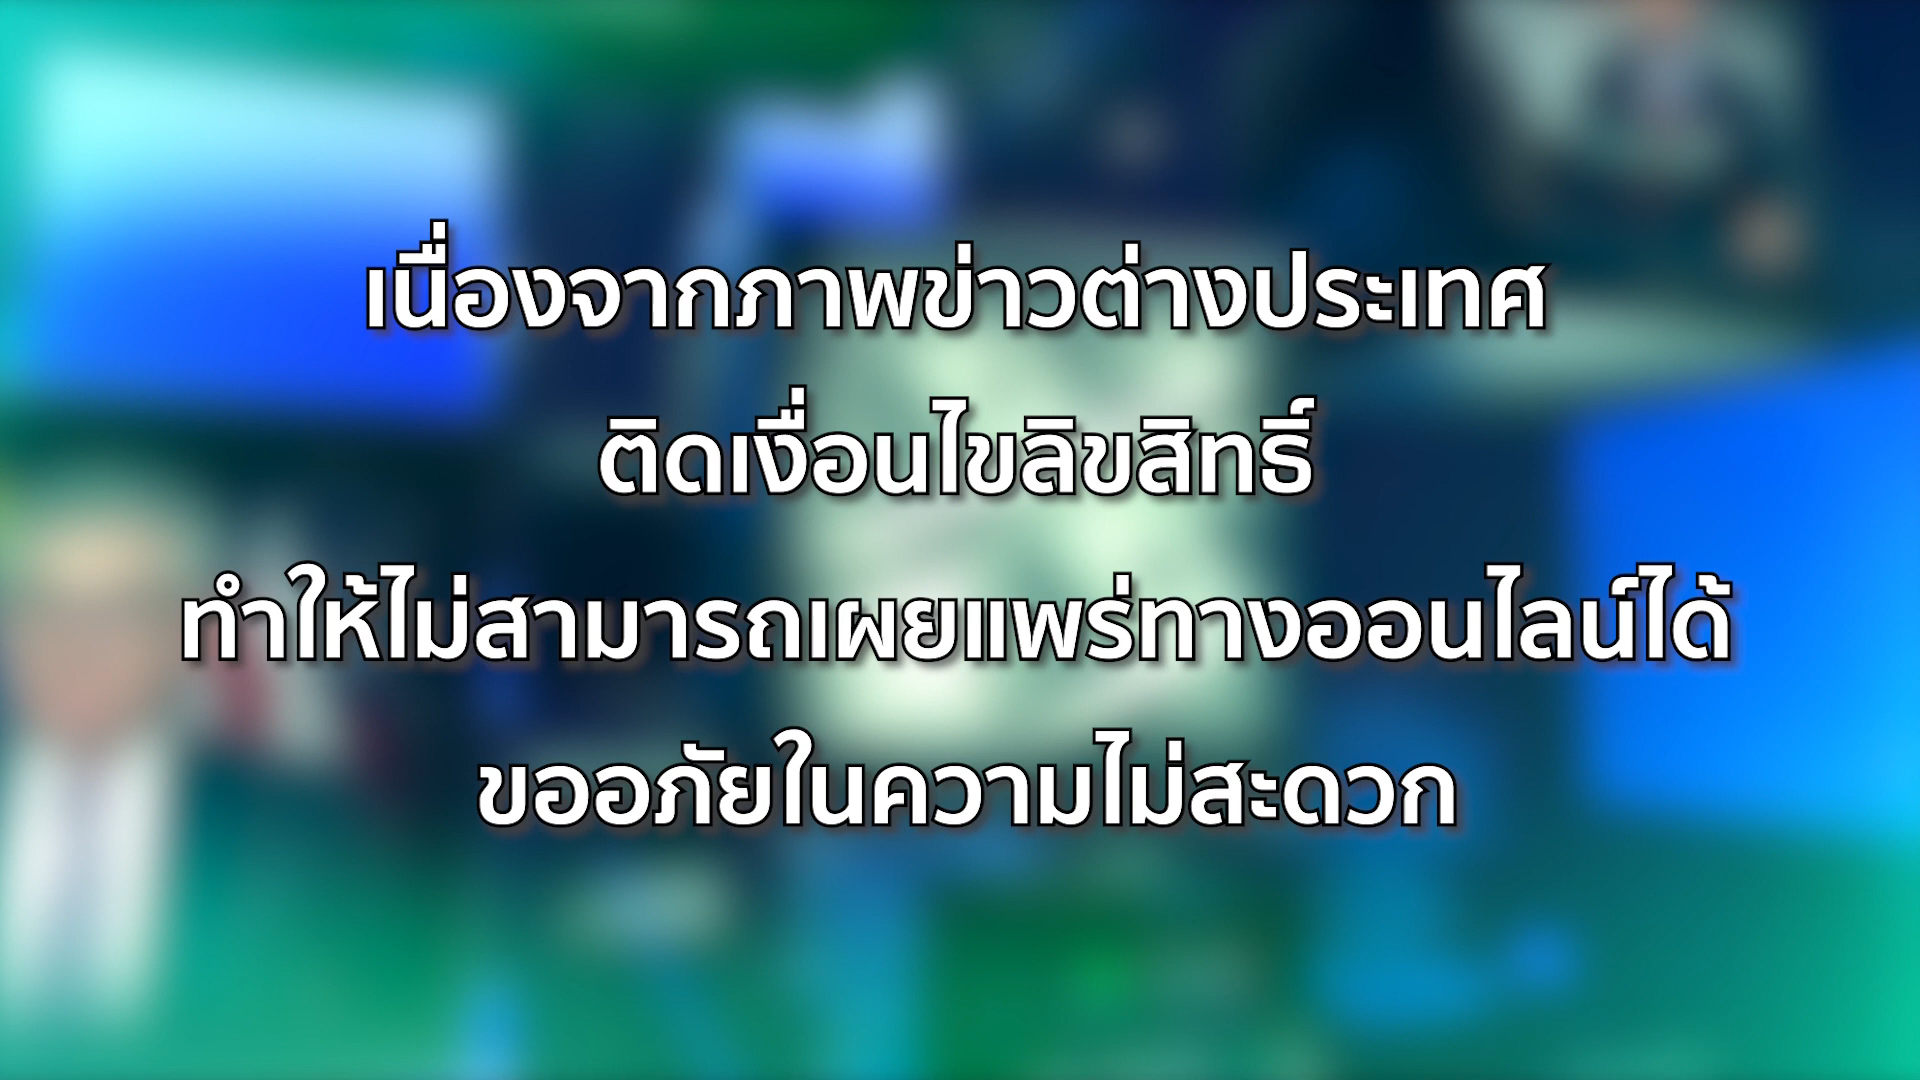 เนื่องจากภาพข่าวต่างประเทศ
ติดเงื่อนไขลิขสิทธิ์
ทำให้ไม่สามารถเผยแพร่ทางออนไลน์ได้
ขออภัยในความไม่สะดวก